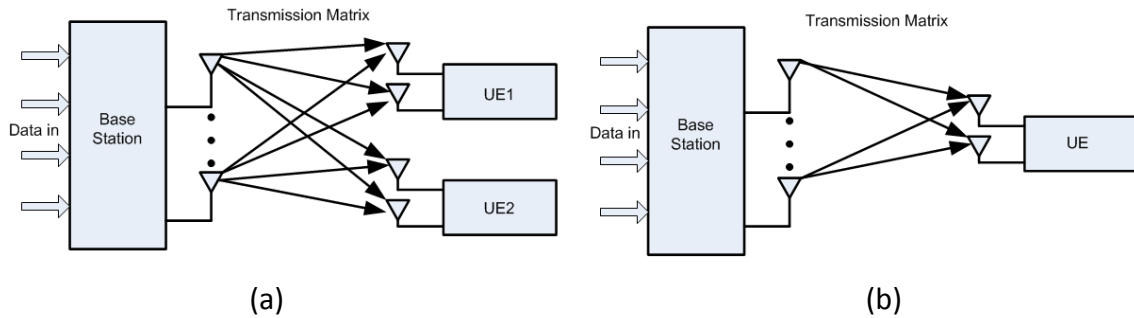 Transmission Matrix
Data in
Base
Station
UE1
UE2
(a)
Transmission Matrix
Data in
Base
Station
UE
(b)